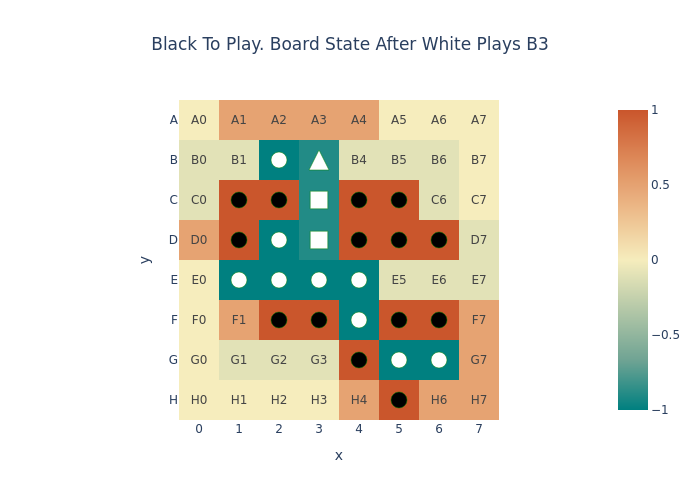 Black To Play. Board State After White Plays B3
A A0 A1 A2 A3 A4 A5 A6 A7
B B0 B1 B4 B5 B6 B7
C C0 C6 C7
D D0 D7
E E0 E5 E6 E7
F F0 F1 F7
G G0 G1 G2 G3 G7
H H0 H1 H2 H3 H4 H6 H7
0 1 2 3 4 5 6 7
x
y
1
0.5
0
−0.5
−1